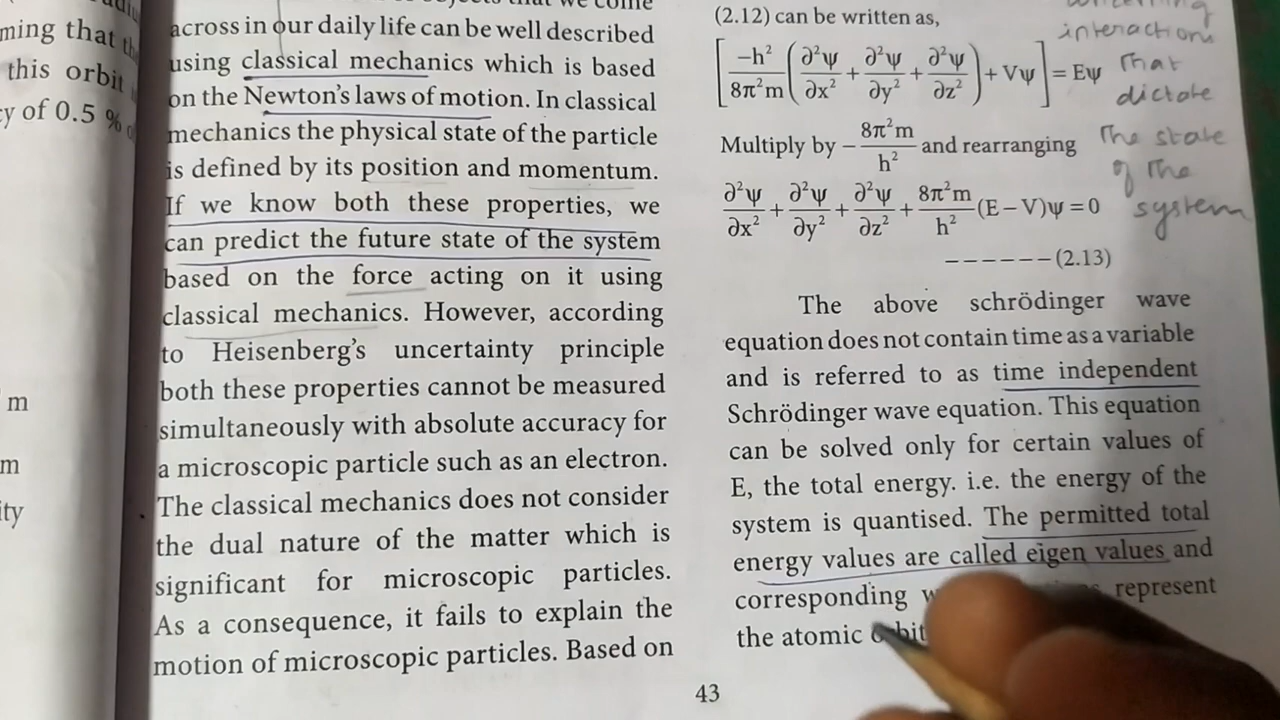 ming that
this orbit
cy of 0.5 %
m
m
ity
across in our daily life can be well described
using classical mechanics which is based
on the Newton's laws of motion. In classical
mechanics the physical state of the particle
is defined by its position and momentum.
If we know both these properties, we
can predict the future state of the system
based on the force acting on it using
classical mechanics. However, according
to Heisenberg's uncertainty principle
both these properties cannot be measured
simultaneously with absolute accuracy for
a microscopic particle such as an electron.
The classical mechanics does not consider
the dual nature of the matter which is
significant for microscopic particles.
As a consequence, it fails to explain the
motion of microscopic particles. Based on
(2.12) can be written as,
[−h²/8π²m (∂²ψ/∂x² + ∂²ψ/∂y² + ∂²ψ/∂z²) + Vψ] = Eψ
Multiply by − 8π²m/h² and rearranging
∂²ψ/∂x² + ∂²ψ/∂y² + ∂²ψ/∂z² + 8π²m/h² (E − V)ψ = 0
------(2.13)
The above schrödinger wave
equation does not contain time as a variable
and is referred to as time independent
Schrödinger wave equation. This equation
can be solved only for certain values of
E, the total energy. i.e. the energy of the
system is quantised. The permitted total
energy values are called eigen values and
corresponding represent
the atomic
interactions
That
dictate
The state
of The
system
43